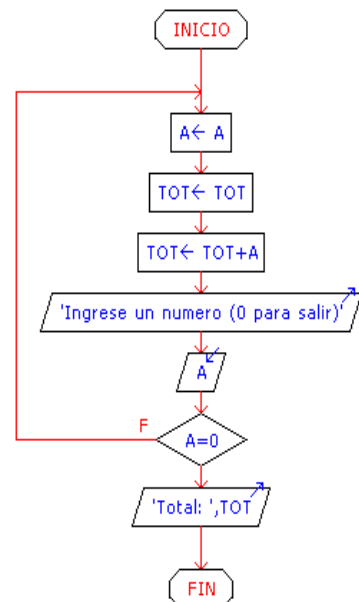 INICIO
A← A
TOT← TOT
TOT← TOT+A
'Ingrese un numero (0 para salir)'
A
F
A=0
'Total: ',TOT
FIN